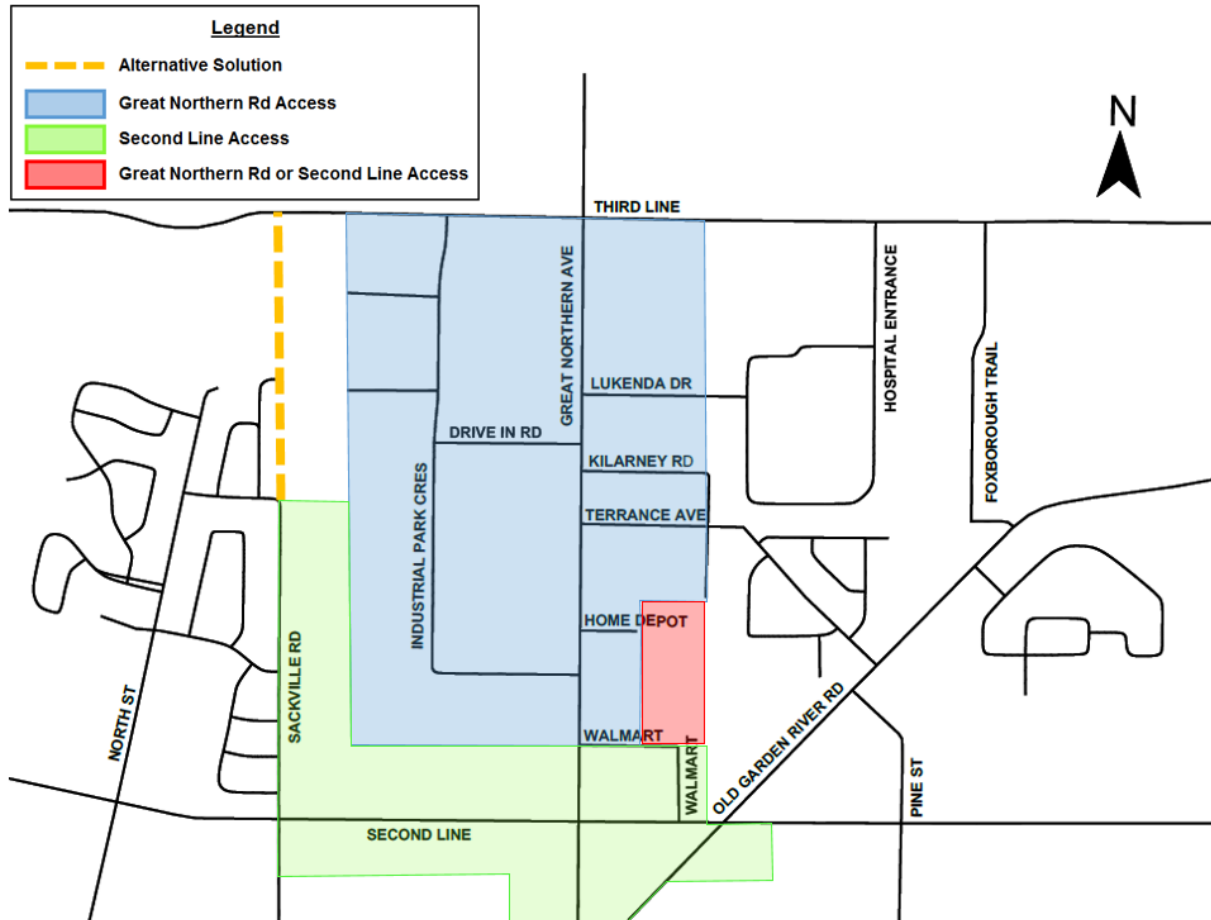 Legend
Alternative Solution
Great Northern Rd Access
Second Line Access
Great Northern Rd or Second Line Access
N
THIRD LINE
GREAT NORTHERN AVE
HOSPITAL ENTRANCE
FOXBOROUGH TRAIL
LUKENDA DR
DRIVE IN RD
KILARNEY RD
TERRANCE AVE
INDUSTRIAL PARK CRES
HOME DEPOT
SACKVILLE RD
NORTH ST
WALMART
WALMART
OLD GARDEN RIVER RD
PINE ST
SECOND LINE